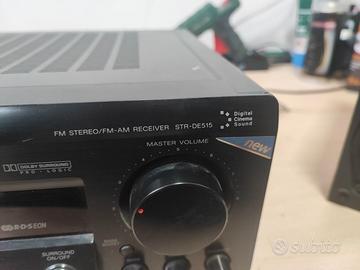 Digital
Cinema
Sound
FM STEREO/FM-AM RECEIVER STR-DE515
new
MASTER VOLUME
DOLBY SURROUND
PRO · LOGIC
R·D·S EON
SURROUND
ON/OFF
subito